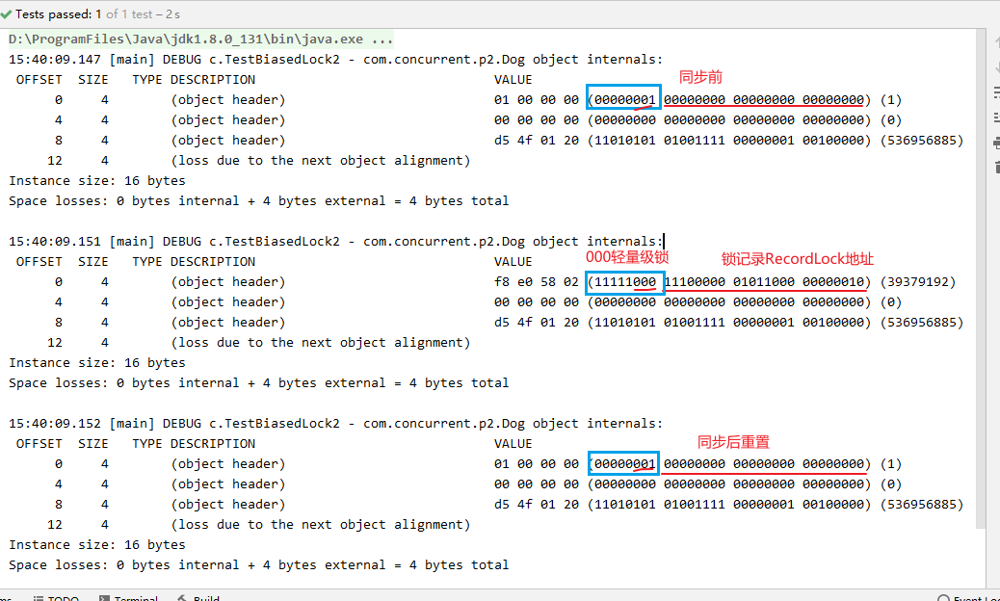 Tests passed: 1 of 1 test – 2 s
D:\ProgramFiles\Java\jdk1.8.0_131\bin\java.exe ...
15:40:09.147 [main] DEBUG c.TestBiasedLock2 - com.concurrent.p2.Dog object internals:
OFFSET SIZE TYPE DESCRIPTION VALUE 同步前
0 4 (object header) 01 00 00 00 (00000001 00000000 00000000 00000000) (1)
4 4 (object header) 00 00 00 00 (00000000 00000000 00000000 00000000) (0)
8 4 (object header) d5 4f 01 20 (11010101 01001111 00000001 00100000) (536956885)
12 4 (loss due to the next object alignment)
Instance size: 16 bytes
Space losses: 0 bytes internal + 4 bytes external = 4 bytes total
15:40:09.151 [main] DEBUG c.TestBiasedLock2 - com.concurrent.p2.Dog object internals:
000轻量级锁 锁记录RecordLock地址
OFFSET SIZE TYPE DESCRIPTION VALUE
0 4 (object header) f8 e0 58 02 (11111000 11100000 01011000 00000010) (39379192)
4 4 (object header) 00 00 00 00 (00000000 00000000 00000000 00000000) (0)
8 4 (object header) d5 4f 01 20 (11010101 01001111 00000001 00100000) (536956885)
12 4 (loss due to the next object alignment)
Instance size: 16 bytes
Space losses: 0 bytes internal + 4 bytes external = 4 bytes total
15:40:09.152 [main] DEBUG c.TestBiasedLock2 - com.concurrent.p2.Dog object internals:
OFFSET SIZE TYPE DESCRIPTION VALUE 同步后重置
0 4 (object header) 01 00 00 00 (00000001 00000000 00000000 00000000) (1)
4 4 (object header) 00 00 00 00 (00000000 00000000 00000000 00000000) (0)
8 4 (object header) d5 4f 01 20 (11010101 01001111 00000001 00100000) (536956885)
12 4 (loss due to the next object alignment)
Instance size: 16 bytes
Space losses: 0 bytes internal + 4 bytes external = 4 bytes total
TODO Terminal Build Event